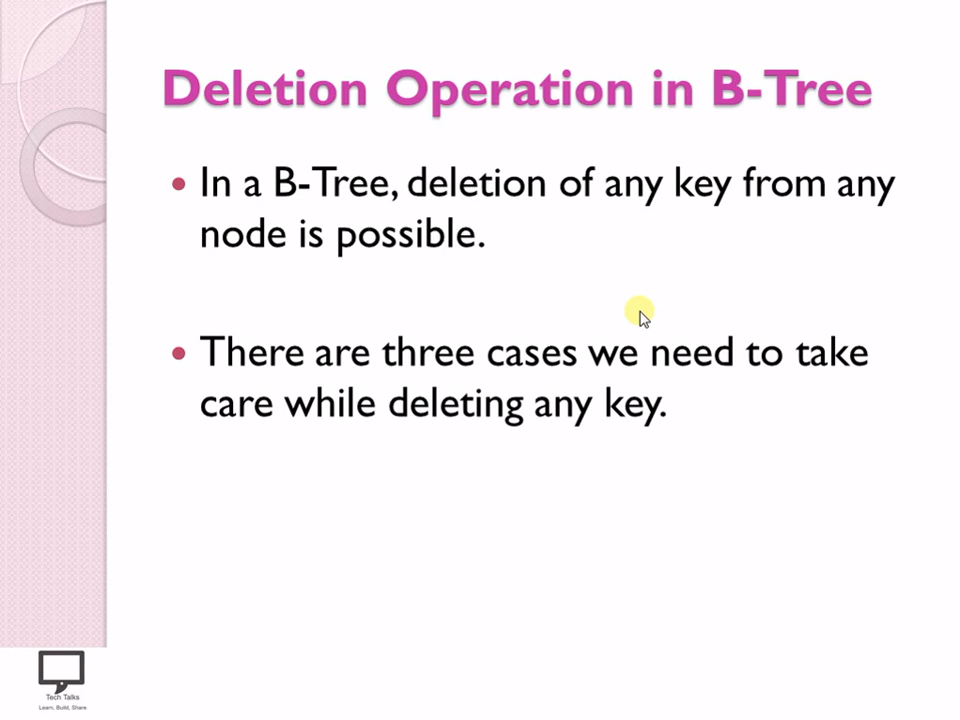 Deletion Operation in B-Tree
• In a B-Tree, deletion of any key from any
node is possible.
• There are three cases we need to take
care while deleting any key.
Tech Talks
Learn, Build, Share